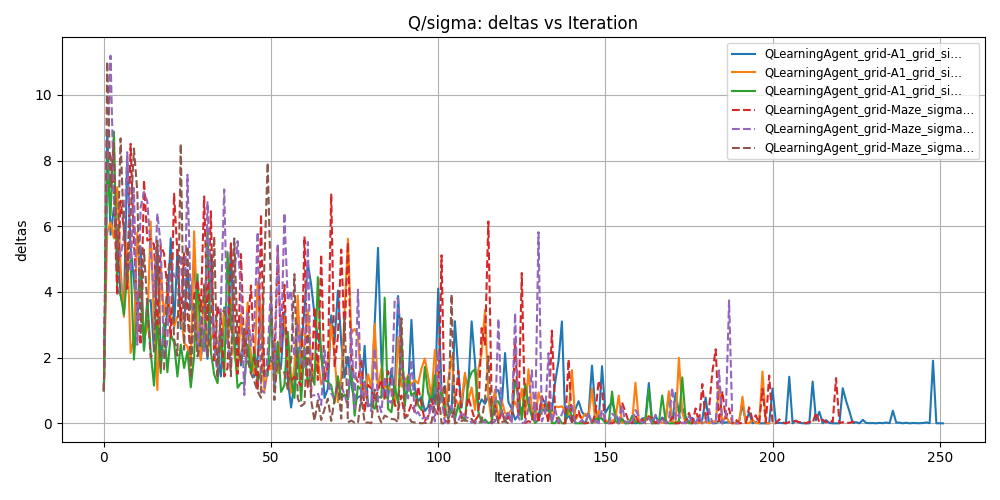 Q/sigma: deltas vs Iteration
QLearningAgent_grid-A1_grid_si...
QLearningAgent_grid-A1_grid_si...
QLearningAgent_grid-A1_grid_si...
QLearningAgent_grid-Maze_sigma...
QLearningAgent_grid-Maze_sigma...
QLearningAgent_grid-Maze_sigma...
deltas
10
8
6
4
2
0
0 50 100 150 200 250
Iteration